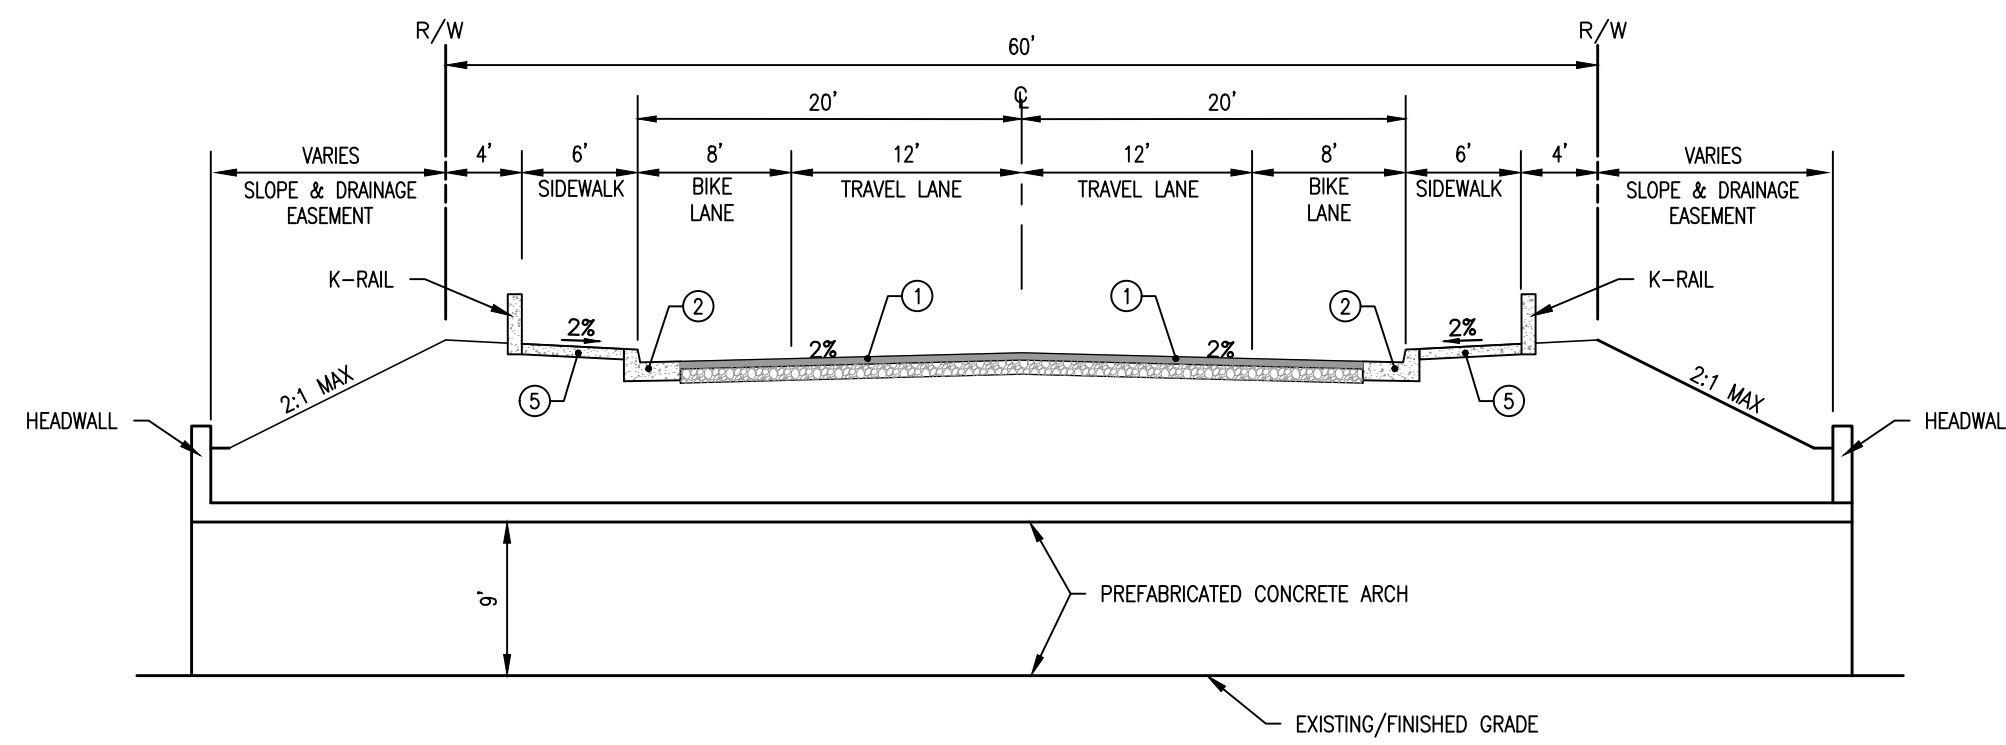 R/W
R/W
60'
20'
℄
20'
VARIES
4'
6'
8'
12'
12'
8'
6'
4'
VARIES
SLOPE & DRAINAGE
EASEMENT
SIDEWALK
BIKE
LANE
TRAVEL LANE
TRAVEL LANE
BIKE
LANE
SIDEWALK
SLOPE & DRAINAGE
EASEMENT
K-RAIL
2
1
1
2
K-RAIL
2%
2%
2%
2%
2:1 MAX
5
5
2:1 MAX
HEADWALL
HEADWAL
9'
PREFABRICATED CONCRETE ARCH
EXISTING/FINISHED GRADE